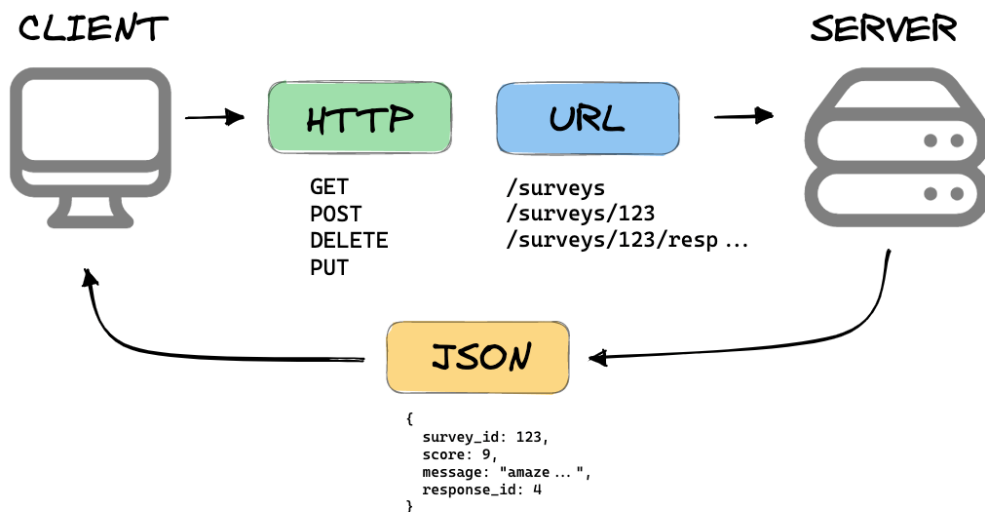 CLIENT
SERVER
HTTP
URL
GET
POST
DELETE
PUT
/surveys
/surveys/123
/surveys/123/resp ...
JSON
{
survey_id: 123,
score: 9,
message: "amaze ... ",
response_id: 4
}